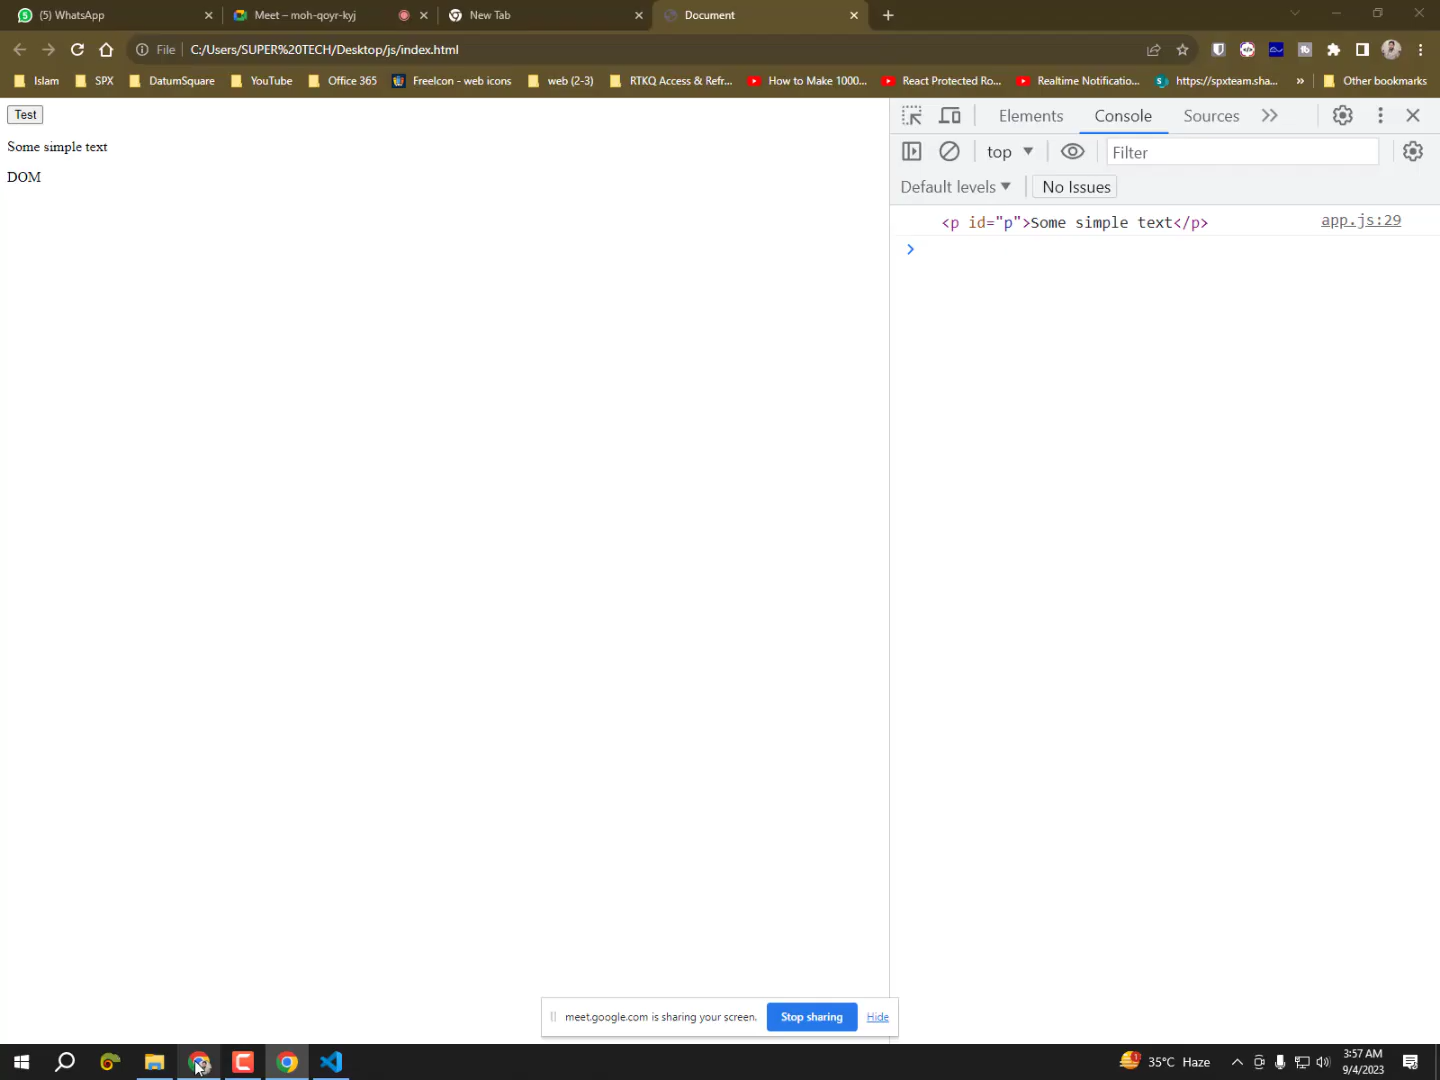 (5) WhatsApp
Meet – moh-qoyr-kyj
New Tab
Document
File
C:/Users/SUPER%20TECH/Desktop/js/index.html
Islam
SPX
DatumSquare
YouTube
Office 365
FreeIcon - web icons
web (2-3)
RTKQ Access & Refr...
How to Make 1000...
React Protected Ro...
Realtime Notificatio...
https://spxteam.sha...
»
Other bookmarks
Test
Some simple text
DOM
Elements
Console
Sources
top
Filter
Default levels
No Issues
<p id="p">Some simple text</p>
app.js:29
meet.google.com is sharing your screen.
Stop sharing
Hide
35°C Haze
3:57 AM
9/4/2023